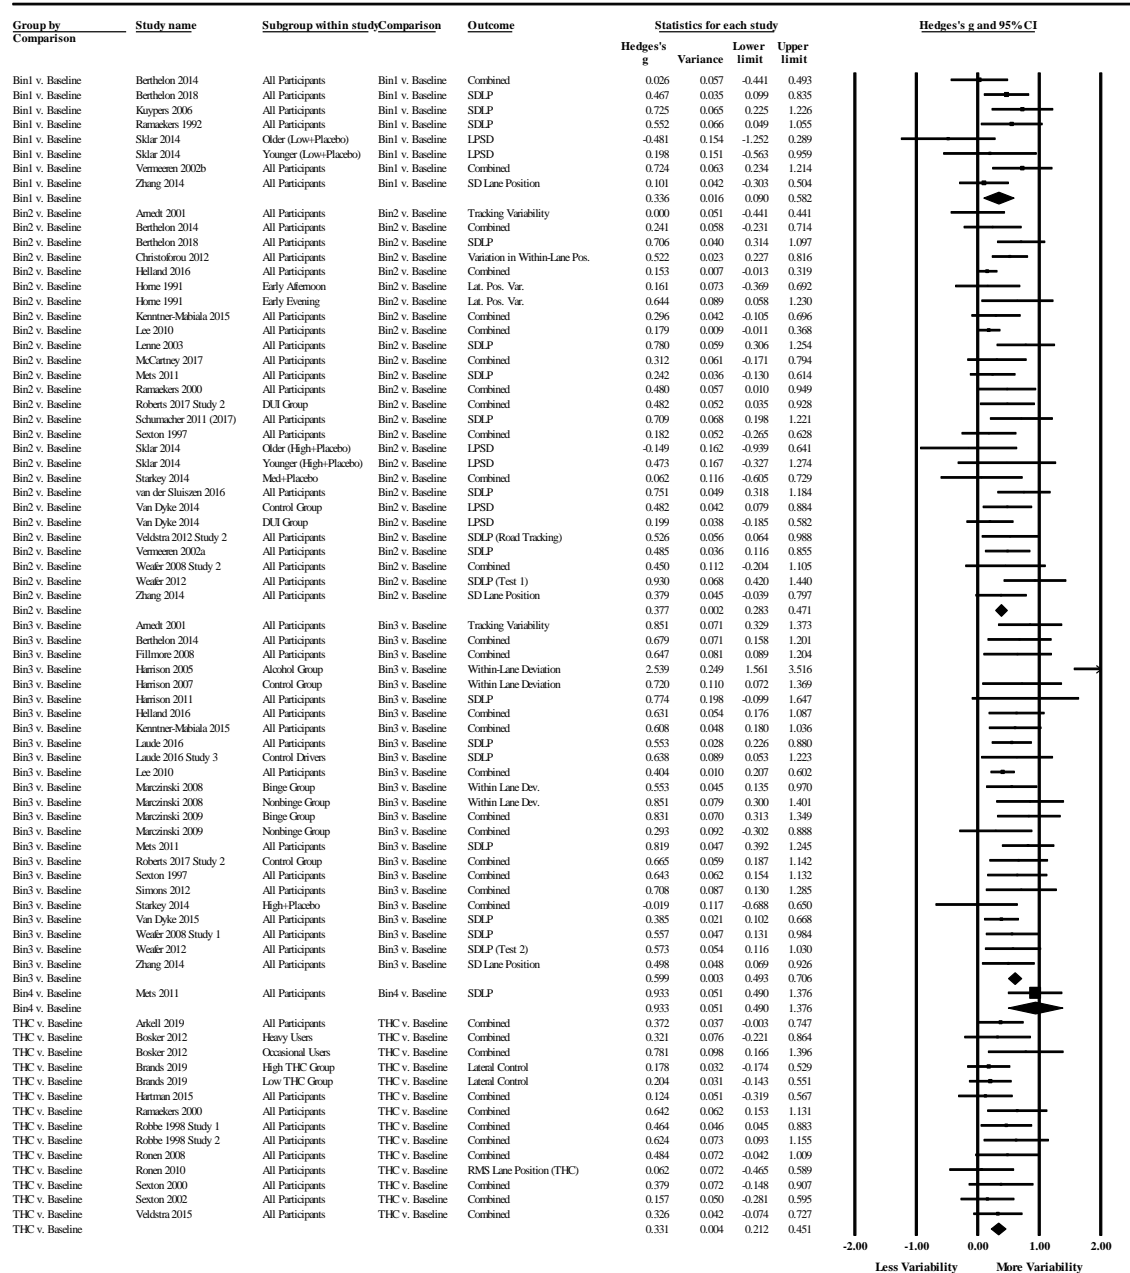 Group by Comparison Study name Subgroup within study Comparison Outcome Statistics for each study Hedges's g and 95% CI
Hedges's g Variance Lower limit Upper limit
Bin1 v. Baseline Berthelon 2014 All Participants Bin1 v. Baseline Combined 0.026 0.057 -0.441 0.493
Bin1 v. Baseline Berthelon 2018 All Participants Bin1 v. Baseline SDLP 0.467 0.035 0.099 0.835
Bin1 v. Baseline Kuypers 2006 All Participants Bin1 v. Baseline SDLP 0.725 0.065 0.225 1.226
Bin1 v. Baseline Ramaekers 1992 All Participants Bin1 v. Baseline SDLP 0.552 0.066 0.049 1.055
Bin1 v. Baseline Sklar 2014 Older (Low+Placebo) Bin1 v. Baseline LPSD -0.481 0.154 -1.252 0.289
Bin1 v. Baseline Sklar 2014 Younger (Low+Placebo) Bin1 v. Baseline LPSD 0.198 0.151 -0.563 0.959
Bin1 v. Baseline Vermeeren 2002b All Participants Bin1 v. Baseline Combined 0.724 0.063 0.234 1.214
Bin1 v. Baseline Zhang 2014 All Participants Bin1 v. Baseline SD Lane Position 0.101 0.042 -0.303 0.504
Bin1 v. Baseline 0.336 0.016 0.090 0.582
Bin2 v. Baseline Arnedt 2001 All Participants Bin2 v. Baseline Tracking Variability 0.000 0.051 -0.441 0.441
Bin2 v. Baseline Berthelon 2014 All Participants Bin2 v. Baseline Combined 0.241 0.058 -0.231 0.714
Bin2 v. Baseline Berthelon 2018 All Participants Bin2 v. Baseline SDLP 0.706 0.040 0.314 1.097
Bin2 v. Baseline Christoforou 2012 All Participants Bin2 v. Baseline Variation in Within-Lane Pos. 0.522 0.023 0.227 0.816
Bin2 v. Baseline Helland 2016 All Participants Bin2 v. Baseline Combined 0.153 0.007 -0.013 0.319
Bin2 v. Baseline Horne 1991 Early Afternoon Bin2 v. Baseline Lat. Pos. Var. 0.161 0.073 -0.369 0.692
Bin2 v. Baseline Horne 1991 Early Evening Bin2 v. Baseline Lat. Pos. Var. 0.644 0.089 0.058 1.230
Bin2 v. Baseline Kenntner-Mabiala 2015 All Participants Bin2 v. Baseline Combined 0.296 0.042 -0.105 0.696
Bin2 v. Baseline Lee 2010 All Participants Bin2 v. Baseline Combined 0.179 0.009 -0.011 0.368
Bin2 v. Baseline Lenne 2003 All Participants Bin2 v. Baseline SDLP 0.780 0.059 0.306 1.254
Bin2 v. Baseline McCartney 2017 All Participants Bin2 v. Baseline Combined 0.312 0.061 -0.171 0.794
Bin2 v. Baseline Mets 2011 All Participants Bin2 v. Baseline SDLP 0.242 0.036 -0.130 0.614
Bin2 v. Baseline Ramaekers 2000 All Participants Bin2 v. Baseline Combined 0.480 0.057 0.010 0.949
Bin2 v. Baseline Roberts 2017 Study 2 DUI Group Bin2 v. Baseline Combined 0.482 0.052 0.035 0.928
Bin2 v. Baseline Schumacher 2011 (2017) All Participants Bin2 v. Baseline SDLP 0.709 0.068 0.198 1.221
Bin2 v. Baseline Sexton 1997 All Participants Bin2 v. Baseline Combined 0.182 0.052 -0.265 0.628
Bin2 v. Baseline Sklar 2014 Older (High+Placebo) Bin2 v. Baseline LPSD -0.149 0.162 -0.939 0.641
Bin2 v. Baseline Sklar 2014 Younger (High+Placebo) Bin2 v. Baseline LPSD 0.473 0.167 -0.327 1.274
Bin2 v. Baseline Starkey 2014 Med+Placebo Bin2 v. Baseline Combined 0.062 0.116 -0.605 0.729
Bin2 v. Baseline van der Sluiszen 2016 All Participants Bin2 v. Baseline SDLP 0.751 0.049 0.318 1.184
Bin2 v. Baseline Van Dyke 2014 Control Group Bin2 v. Baseline LPSD 0.482 0.042 0.079 0.884
Bin2 v. Baseline Van Dyke 2014 DUI Group Bin2 v. Baseline LPSD 0.199 0.038 -0.185 0.582
Bin2 v. Baseline Veldstra 2012 Study 2 All Participants Bin2 v. Baseline SDLP (Road Tracking) 0.526 0.056 0.064 0.988
Bin2 v. Baseline Vermeeren 2002a All Participants Bin2 v. Baseline SDLP 0.485 0.036 0.116 0.855
Bin2 v. Baseline Weafer 2008 Study 2 All Participants Bin2 v. Baseline Combined 0.450 0.112 -0.204 1.105
Bin2 v. Baseline Weafer 2012 All Participants Bin2 v. Baseline SDLP (Test 1) 0.930 0.068 0.420 1.440
Bin2 v. Baseline Zhang 2014 All Participants Bin2 v. Baseline SD Lane Position 0.379 0.045 -0.039 0.797
Bin2 v. Baseline 0.377 0.002 0.283 0.471
Bin3 v. Baseline Arnedt 2001 All Participants Bin3 v. Baseline Tracking Variability 0.851 0.071 0.329 1.373
Bin3 v. Baseline Berthelon 2014 All Participants Bin3 v. Baseline Combined 0.679 0.071 0.158 1.201
Bin3 v. Baseline Fillmore 2008 All Participants Bin3 v. Baseline Combined 0.647 0.081 0.089 1.204
Bin3 v. Baseline Harrison 2005 Alcohol Group Bin3 v. Baseline Within-Lane Deviation 2.539 0.249 1.561 3.516
Bin3 v. Baseline Harrison 2007 Control Group Bin3 v. Baseline Within Lane Deviation 0.720 0.110 0.072 1.369
Bin3 v. Baseline Harrison 2011 All Participants Bin3 v. Baseline SDLP 0.774 0.198 -0.099 1.647
Bin3 v. Baseline Helland 2016 All Participants Bin3 v. Baseline Combined 0.631 0.054 0.176 1.087
Bin3 v. Baseline Kenntner-Mabiala 2015 All Participants Bin3 v. Baseline Combined 0.608 0.048 0.180 1.036
Bin3 v. Baseline Laude 2016 All Participants Bin3 v. Baseline SDLP 0.553 0.028 0.226 0.880
Bin3 v. Baseline Laude 2016 Study 3 Control Drivers Bin3 v. Baseline SDLP 0.638 0.089 0.053 1.223
Bin3 v. Baseline Lee 2010 All Participants Bin3 v. Baseline Combined 0.404 0.010 0.207 0.602
Bin3 v. Baseline Marczinski 2008 Binge Group Bin3 v. Baseline Within Lane Dev. 0.553 0.045 0.135 0.970
Bin3 v. Baseline Marczinski 2008 Nonbinge Group Bin3 v. Baseline Within Lane Dev. 0.851 0.079 0.300 1.401
Bin3 v. Baseline Marczinski 2009 Binge Group Bin3 v. Baseline Combined 0.831 0.070 0.313 1.349
Bin3 v. Baseline Marczinski 2009 Nonbinge Group Bin3 v. Baseline Combined 0.293 0.092 -0.302 0.888
Bin3 v. Baseline Mets 2011 All Participants Bin3 v. Baseline SDLP 0.819 0.047 0.392 1.245
Bin3 v. Baseline Roberts 2017 Study 2 Control Group Bin3 v. Baseline Combined 0.665 0.059 0.187 1.142
Bin3 v. Baseline Sexton 1997 All Participants Bin3 v. Baseline Combined 0.643 0.062 0.154 1.132
Bin3 v. Baseline Simons 2012 All Participants Bin3 v. Baseline Combined 0.708 0.087 0.130 1.285
Bin3 v. Baseline Starkey 2014 High+Placebo Bin3 v. Baseline Combined -0.019 0.117 -0.688 0.650
Bin3 v. Baseline Van Dyke 2015 All Participants Bin3 v. Baseline SDLP 0.385 0.021 0.102 0.668
Bin3 v. Baseline Weafer 2008 Study 1 All Participants Bin3 v. Baseline SDLP 0.557 0.047 0.131 0.984
Bin3 v. Baseline Weafer 2012 All Participants Bin3 v. Baseline SDLP (Test 2) 0.573 0.054 0.116 1.030
Bin3 v. Baseline Zhang 2014 All Participants Bin3 v. Baseline SD Lane Position 0.498 0.048 0.069 0.926
Bin3 v. Baseline 0.599 0.003 0.493 0.706
Bin4 v. Baseline Mets 2011 All Participants Bin4 v. Baseline SDLP 0.933 0.051 0.490 1.376
Bin4 v. Baseline 0.933 0.051 0.490 1.376
THC v. Baseline Arkell 2019 All Participants THC v. Baseline Combined 0.372 0.037 -0.003 0.747
THC v. Baseline Bosker 2012 Heavy Users THC v. Baseline Combined 0.321 0.076 -0.221 0.864
THC v. Baseline Bosker 2012 Occasional Users THC v. Baseline Combined 0.781 0.098 0.166 1.396
THC v. Baseline Brands 2019 High THC Group THC v. Baseline Lateral Control 0.178 0.032 -0.174 0.529
THC v. Baseline Brands 2019 Low THC Group THC v. Baseline Lateral Control 0.204 0.031 -0.143 0.551
THC v. Baseline Hartman 2015 All Participants THC v. Baseline Combined 0.124 0.051 -0.319 0.567
THC v. Baseline Ramaekers 2000 All Participants THC v. Baseline Combined 0.642 0.062 0.153 1.131
THC v. Baseline Robbe 1998 Study 1 All Participants THC v. Baseline Combined 0.464 0.046 0.045 0.883
THC v. Baseline Robbe 1998 Study 2 All Participants THC v. Baseline Combined 0.624 0.073 0.093 1.155
THC v. Baseline Ronen 2008 All Participants THC v. Baseline Combined 0.484 0.072 -0.042 1.009
THC v. Baseline Ronen 2010 All Participants THC v. Baseline RMS Lane Position (THC) 0.062 0.072 -0.465 0.589
THC v. Baseline Sexton 2000 All Participants THC v. Baseline Combined 0.379 0.072 -0.148 0.907
THC v. Baseline Sexton 2002 All Participants THC v. Baseline Combined 0.157 0.050 -0.281 0.595
THC v. Baseline Veldstra 2015 All Participants THC v. Baseline Combined 0.326 0.042 -0.074 0.727
THC v. Baseline 0.331 0.004 0.212 0.451
-2.00 -1.00 0.00 1.00 2.00
Less Variability More Variability